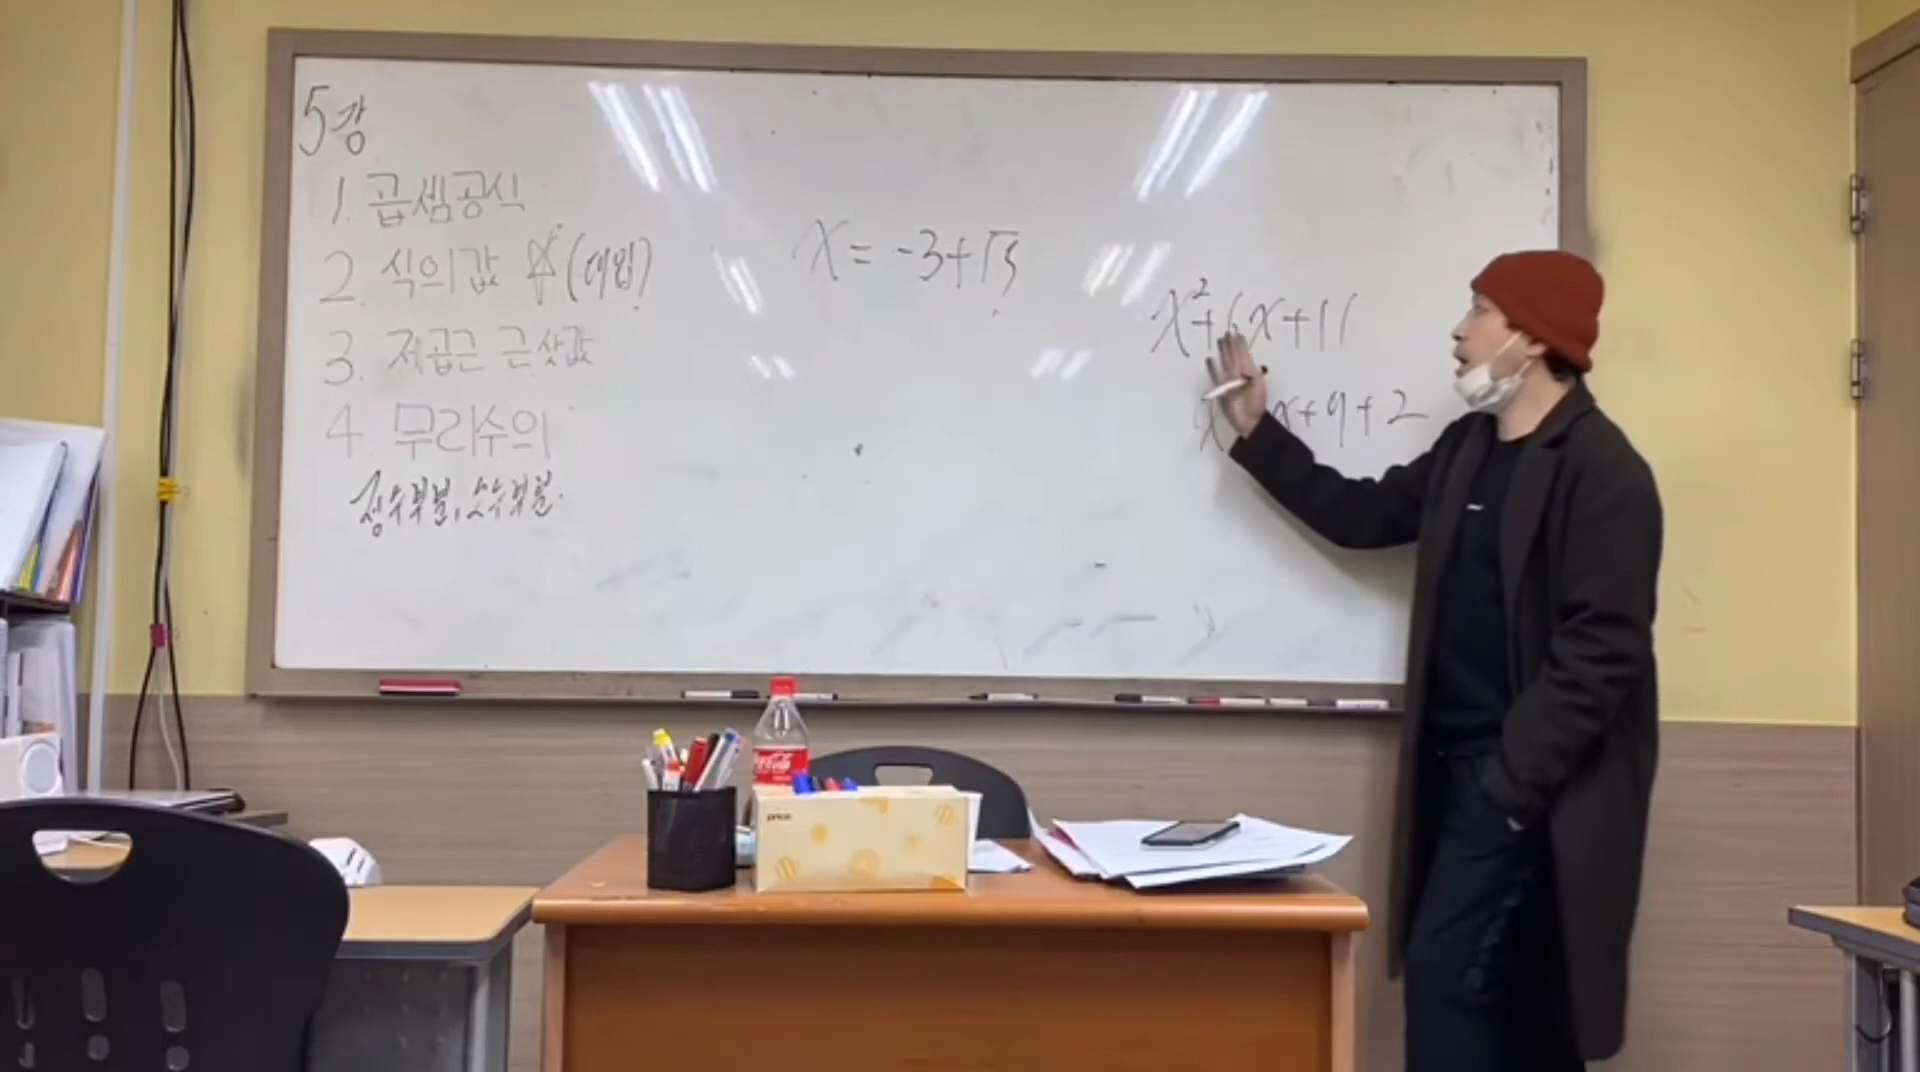 5강
1. 곱셈공식
2. 식의값 (대입)
3. 제곱근 근삿값
4. 무리수의
정수부분, 소수부분.
x = -3+√5
x²+6x+11
x+9+2
Coca-Cola